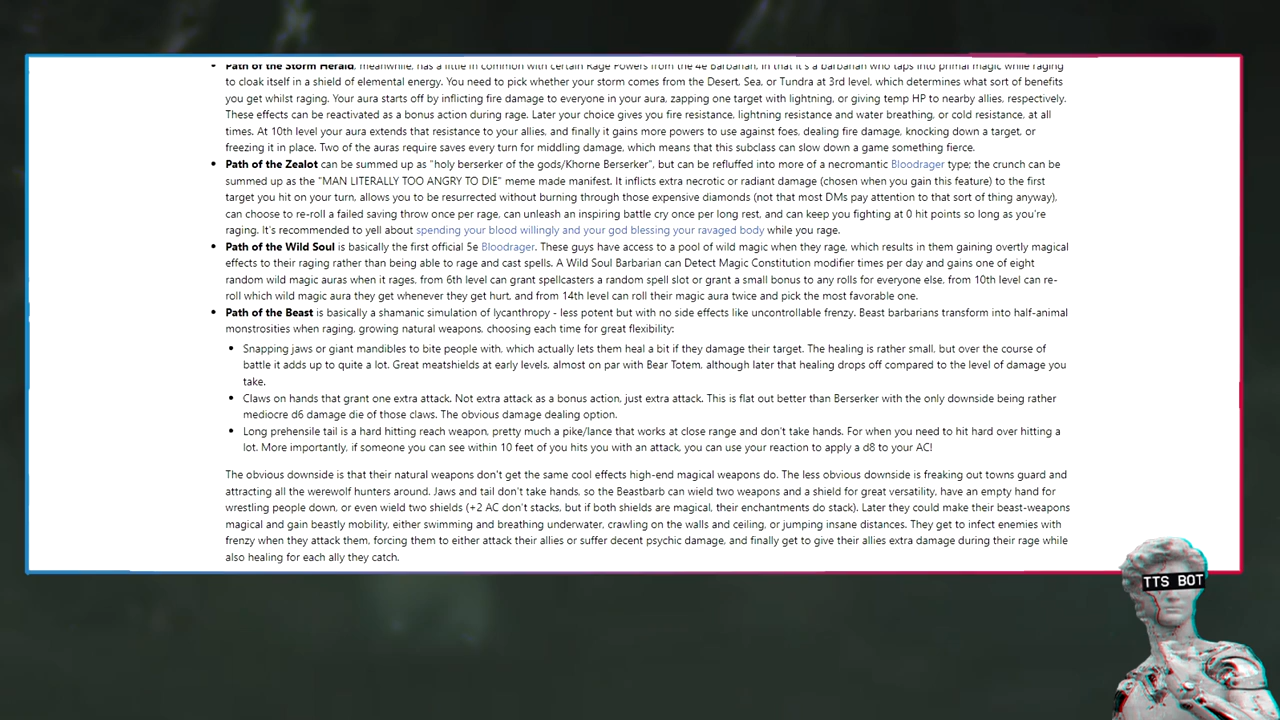 Path of the Storm Herald, meanwhile, has a little in common with certain Rage Powers from the 4e Barbarian, in that it's a barbarian who taps into primal magic while raging
to cloak itself in a shield of elemental energy. You need to pick whether your storm comes from the Desert, Sea, or Tundra at 3rd level, which determines what sort of benefits
you get whilst raging. Your aura starts off by inflicting fire damage to everyone in your aura, zapping one target with lightning, or giving temp HP to nearby allies, respectively.
These effects can be reactivated as a bonus action during rage. Later your choice gives you fire resistance, lightning resistance and water breathing, or cold resistance, at all
times. At 10th level your aura extends that resistance to your allies, and finally it gains more powers to use against foes, dealing fire damage, knocking down a target, or
freezing it in place. Two of the auras require saves every turn for middling damage, which means that this subclass can slow down a game something fierce.
Path of the Zealot can be summed up as "holy berserker of the gods/Khorne Berserker", but can be refluffed into more of a necromantic Bloodrager type; the crunch can be
summed up as the "MAN LITERALLY TOO ANGRY TO DIE" meme made manifest. It inflicts extra necrotic or radiant damage (chosen when you gain this feature) to the first
target you hit on your turn, allows you to be resurrected without burning through those expensive diamonds (not that most DMs pay attention to that sort of thing anyway),
can choose to re-roll a failed saving throw once per rage, can unleash an inspiring battle cry once per long rest, and can keep you fighting at 0 hit points so long as you're
raging. It's recommended to yell about spending your blood willingly and your god blessing your ravaged body while you rage.
Path of the Wild Soul is basically the first official 5e Bloodrager. These guys have access to a pool of wild magic when they rage, which results in them gaining overtly magical
effects to their raging rather than being able to rage and cast spells. A Wild Soul Barbarian can Detect Magic Constitution modifier times per day and gains one of eight
random wild magic auras when it rages, from 6th level can grant spellcasters a random spell slot or grant a small bonus to any rolls for everyone else, from 10th level can re-
roll which wild magic aura they get whenever they get hurt, and from 14th level can roll their magic aura twice and pick the most favorable one.
Path of the Beast is basically a shamanic simulation of lycanthropy - less potent but with no side effects like uncontrollable frenzy. Beast barbarians transform into half-animal
monstrosities when raging, growing natural weapons, choosing each time for great flexibility:
Snapping jaws or giant mandibles to bite people with, which actually lets them heal a bit if they damage their target. The healing is rather small, but over the course of
battle it adds up to quite a lot. Great meatshields at early levels, almost on par with Bear Totem, although later that healing drops off compared to the level of damage you
take.
Claws on hands that grant one extra attack. Not extra attack as a bonus action, just extra attack. This is flat out better than Berserker with the only downside being rather
mediocre d6 damage die of those claws. The obvious damage dealing option.
Long prehensile tail is a hard hitting reach weapon, pretty much a pike/lance that works at close range and don't take hands. For when you need to hit hard over hitting a
lot. More importantly, if someone you can see within 10 feet of you hits you with an attack, you can use your reaction to apply a d8 to your AC!
The obvious downside is that their natural weapons don't get the same cool effects high-end magical weapons do. The less obvious downside is freaking out towns guard and
attracting all the werewolf hunters around. Jaws and tail don't take hands, so the Beastbarb can wield two weapons and a shield for great versatility, have an empty hand for
wrestling people down, or even wield two shields (+2 AC don't stacks, but if both shields are magical, their enchantments do stack). Later they could make their beast-weapons
magical and gain beastly mobility, either swimming and breathing underwater, crawling on the walls and ceiling, or jumping insane distances. They get to infect enemies with
frenzy when they attack them, forcing them to either attack their allies or suffer decent psychic damage, and finally get to give their allies extra damage during their rage while
also healing for each ally they catch.
TTS BOT